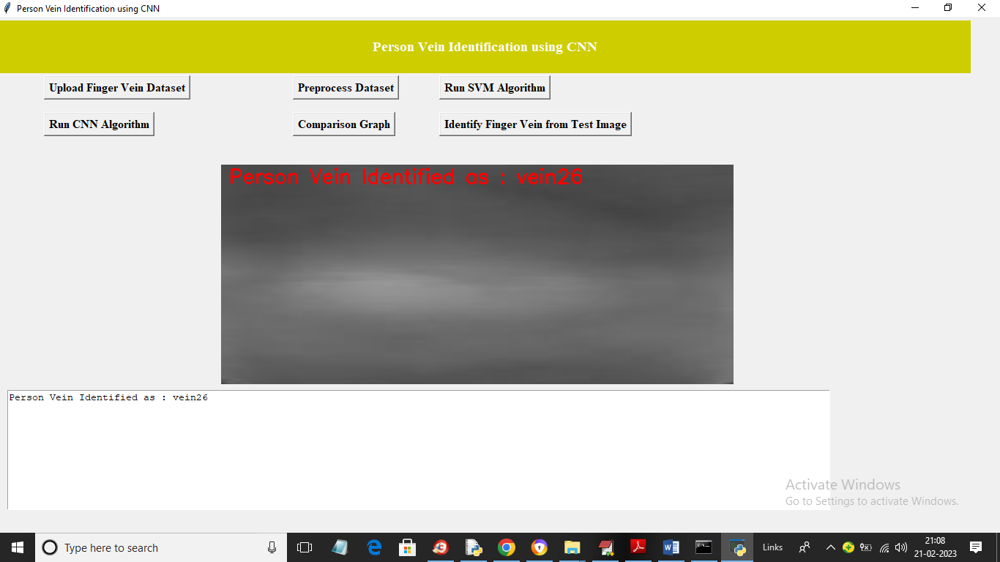 Person Vein Identification using CNN
Person Vein Identification using CNN
Upload Finger Vein Dataset
Preprocess Dataset
Run SVM Algorithm
Run CNN Algorithm
Comparison Graph
Identify Finger Vein from Test Image
Person Vein Identified as : vein26
Person Vein Identified as : vein26
Activate Windows
Go to Settings to activate Windows.
Type here to search
Links
21:08
21-02-2023